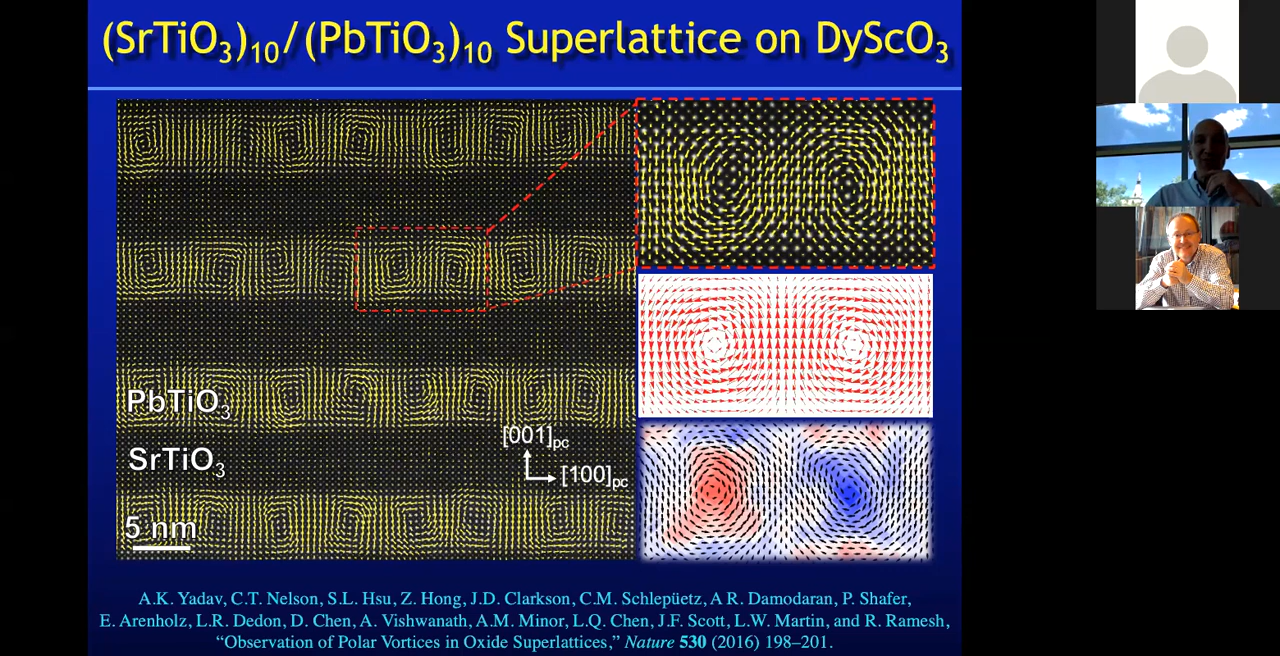 (SrTiO₃)₁₀/(PbTiO₃)₁₀ Superlattice on DyScO₃
PbTiO₃
SrTiO₃
[001]pc
[100]pc
5 nm
A.K. Yadav, C.T. Nelson, S.L. Hsu, Z. Hong, J.D. Clarkson, C.M. Schlepüetz, A R. Damodaran, P. Shafer,
E. Arenholz, L.R. Dedon, D. Chen, A. Vishwanath, A.M. Minor, L.Q. Chen, J.F. Scott, L.W. Martin, and R. Ramesh,
“Observation of Polar Vortices in Oxide Superlattices,” Nature 530 (2016) 198–201.